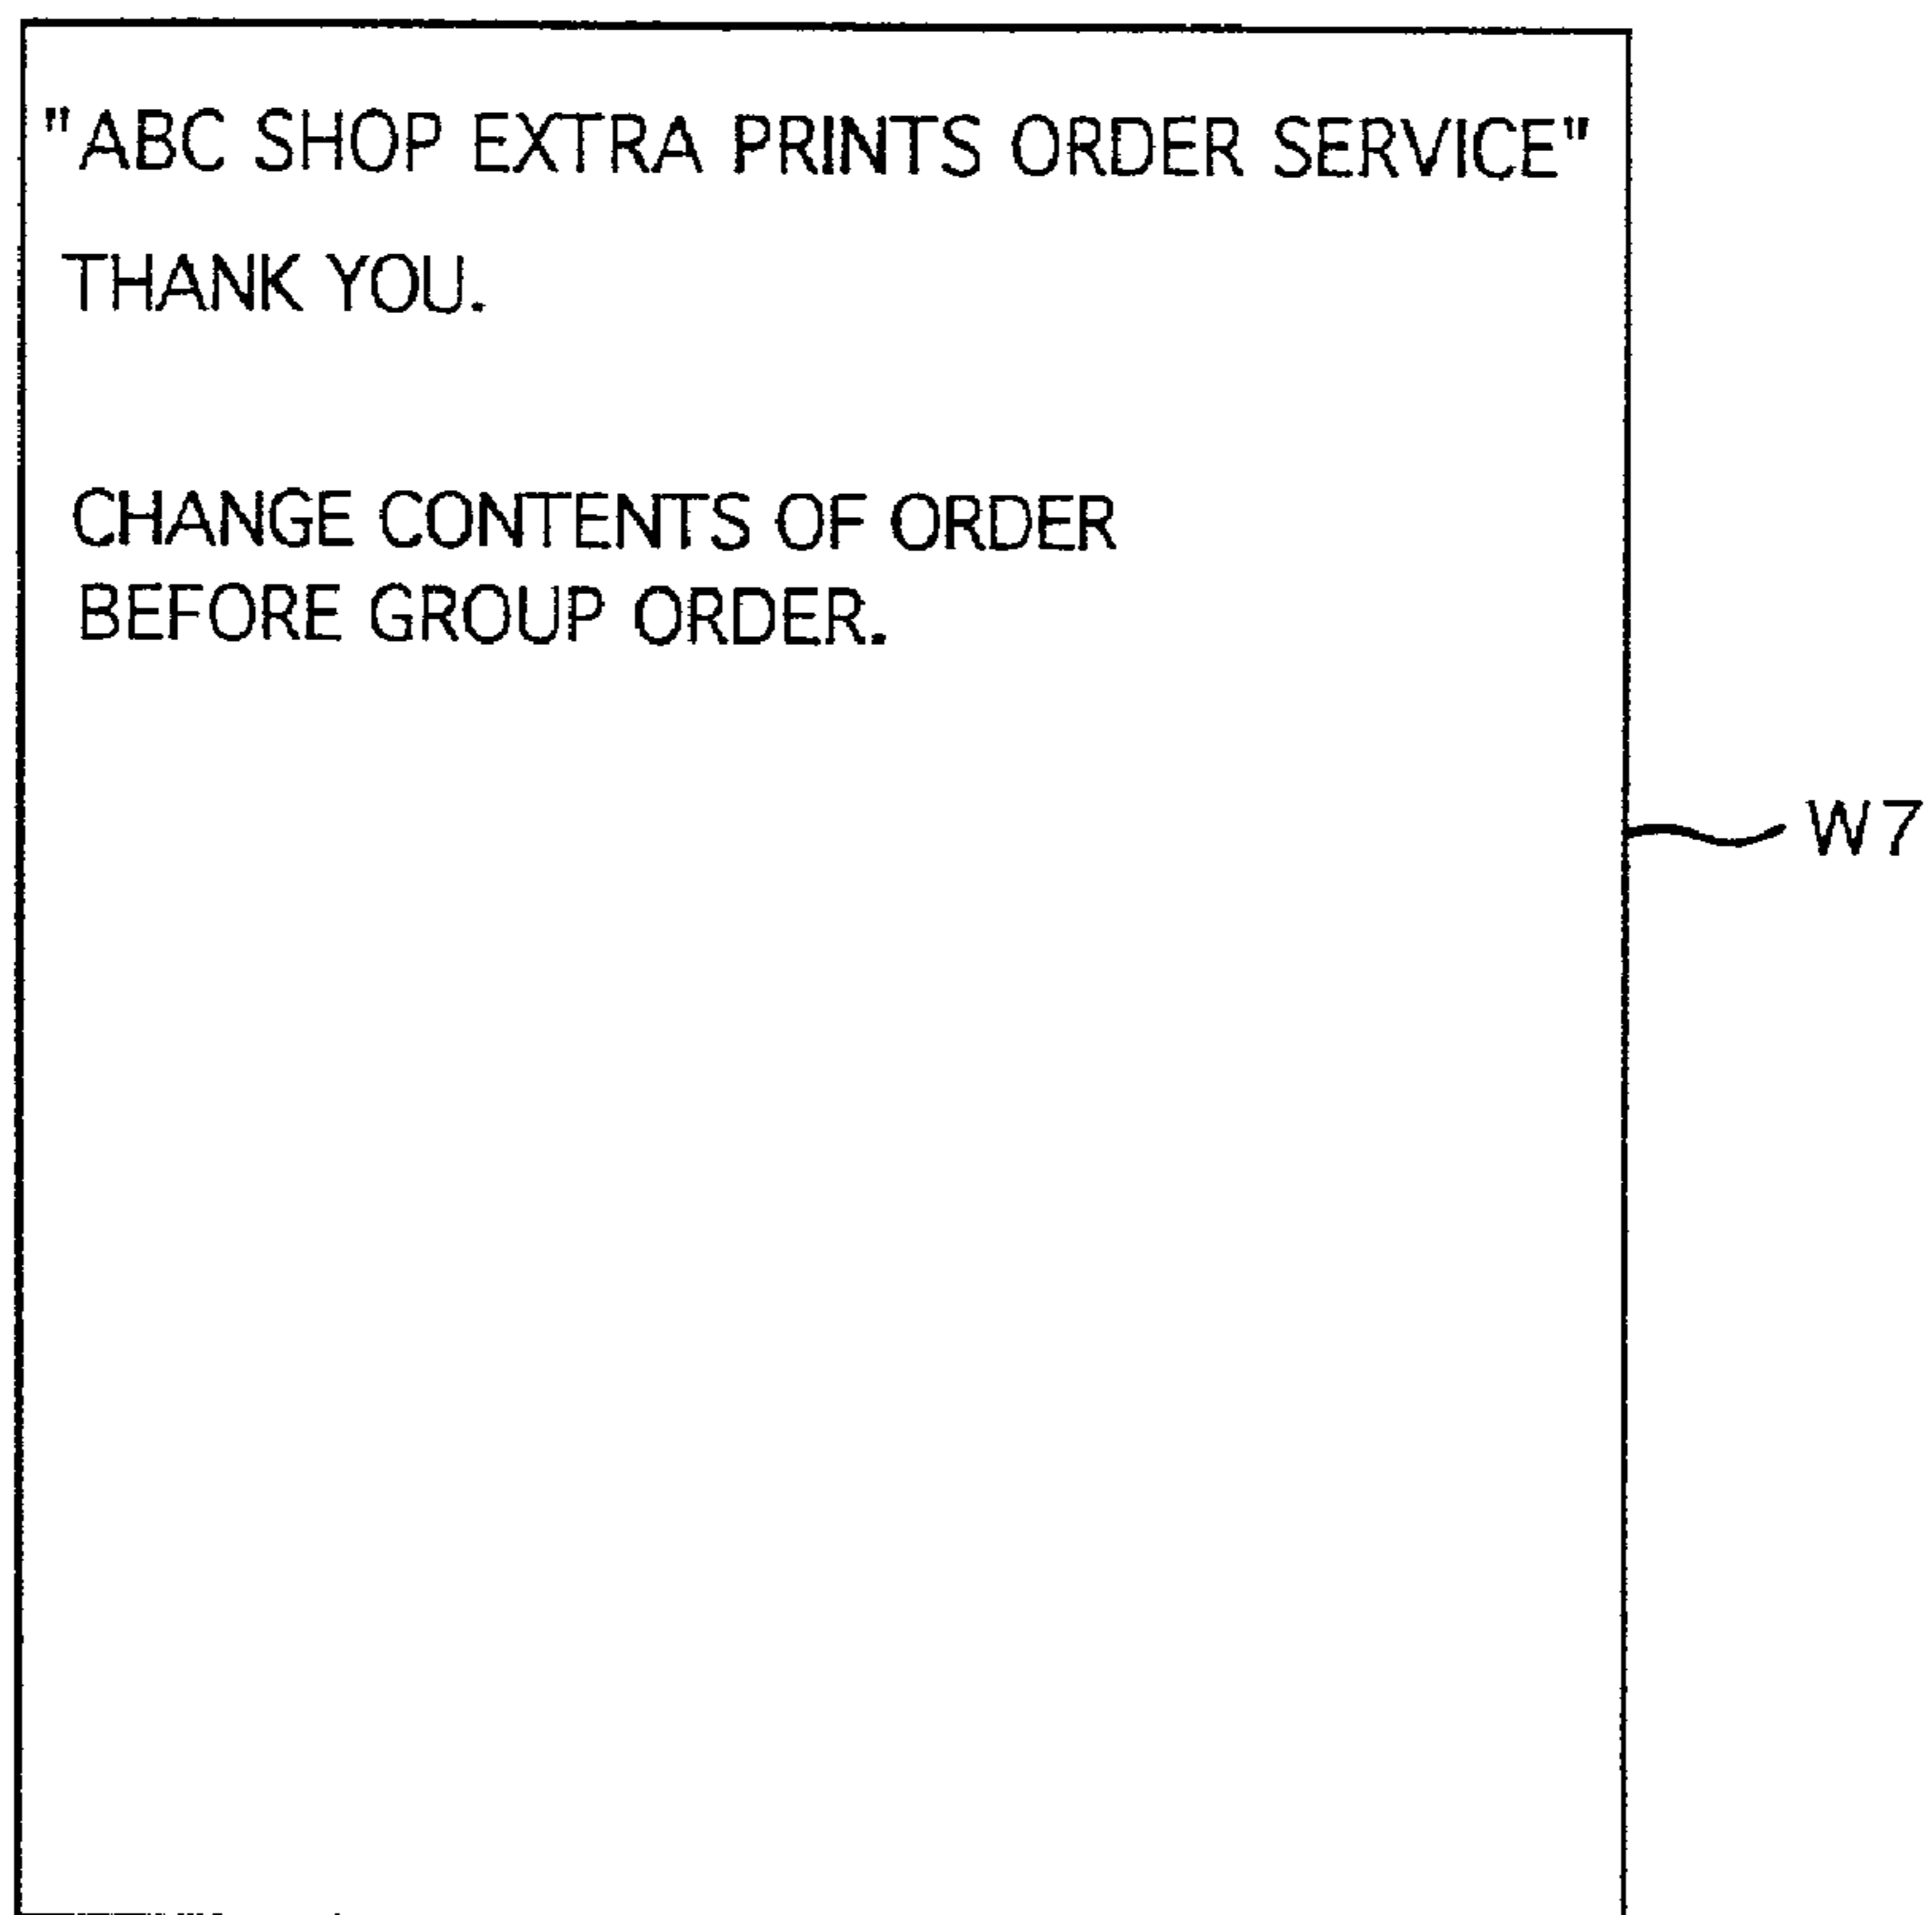 "ABC SHOP EXTRA PRINTS ORDER SERVICE"
THANK YOU.
CHANGE CONTENTS OF ORDER
BEFORE GROUP ORDER.
W7